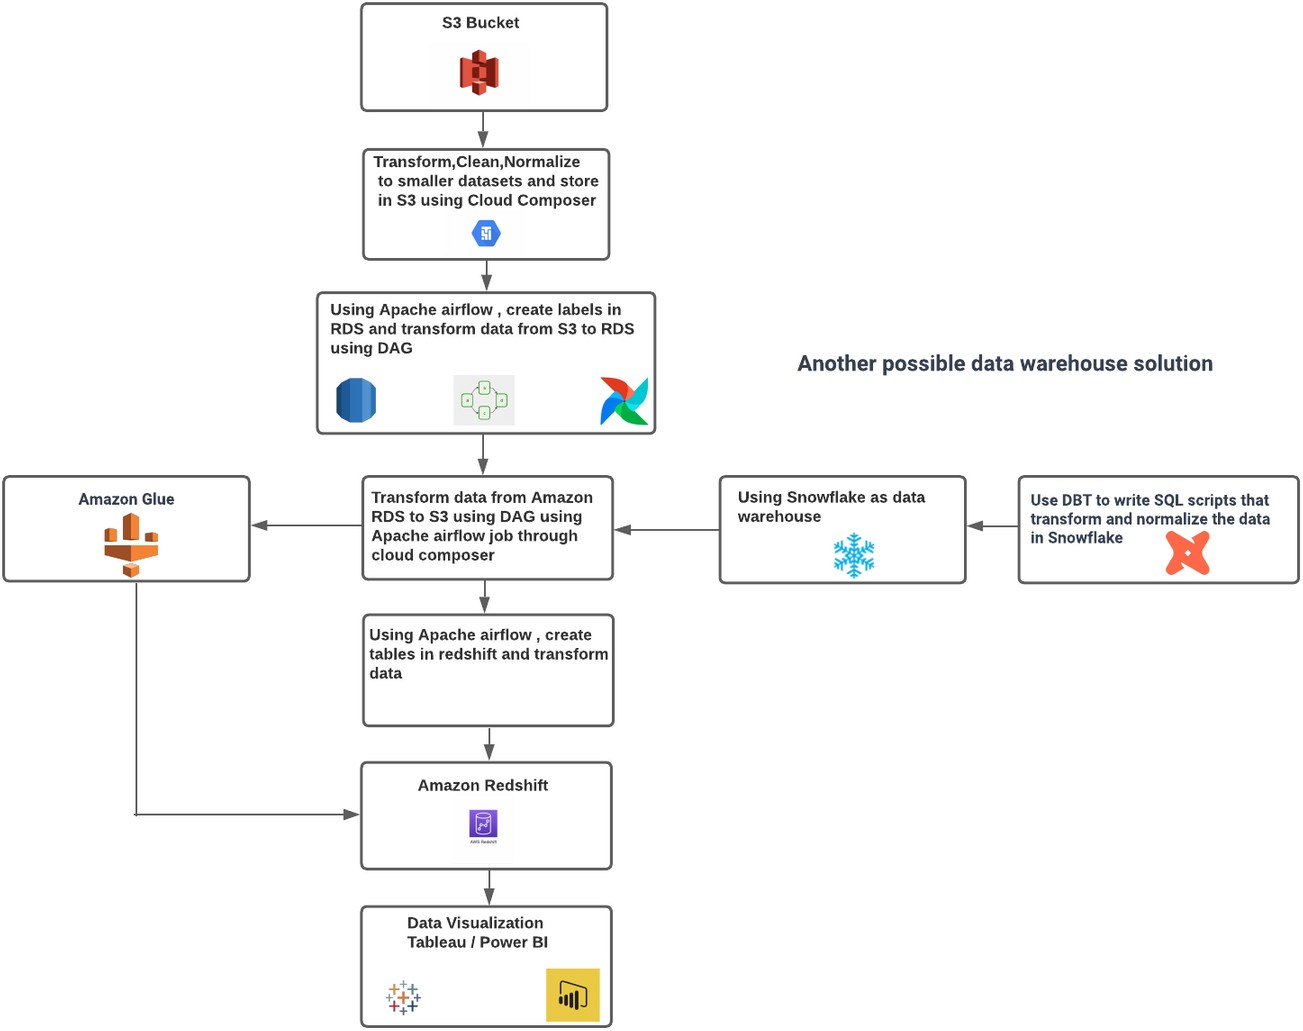 S3 Bucket
Transform,Clean,Normalize
to smaller datasets and store
in S3 using Cloud Composer
Using Apache airflow , create labels in
RDS and transform data from S3 to RDS
using DAG
Another possible data warehouse solution
Amazon Glue
Transform data from Amazon
RDS to S3 using DAG using
Apache airflow job through
cloud composer
Using Snowflake as data
warehouse
Use DBT to write SQL scripts that
transform and normalize the data
in Snowflake
Using Apache airflow , create
tables in redshift and transform
data
Amazon Redshift
AWS Redshift
Data Visualization
Tableau / Power BI